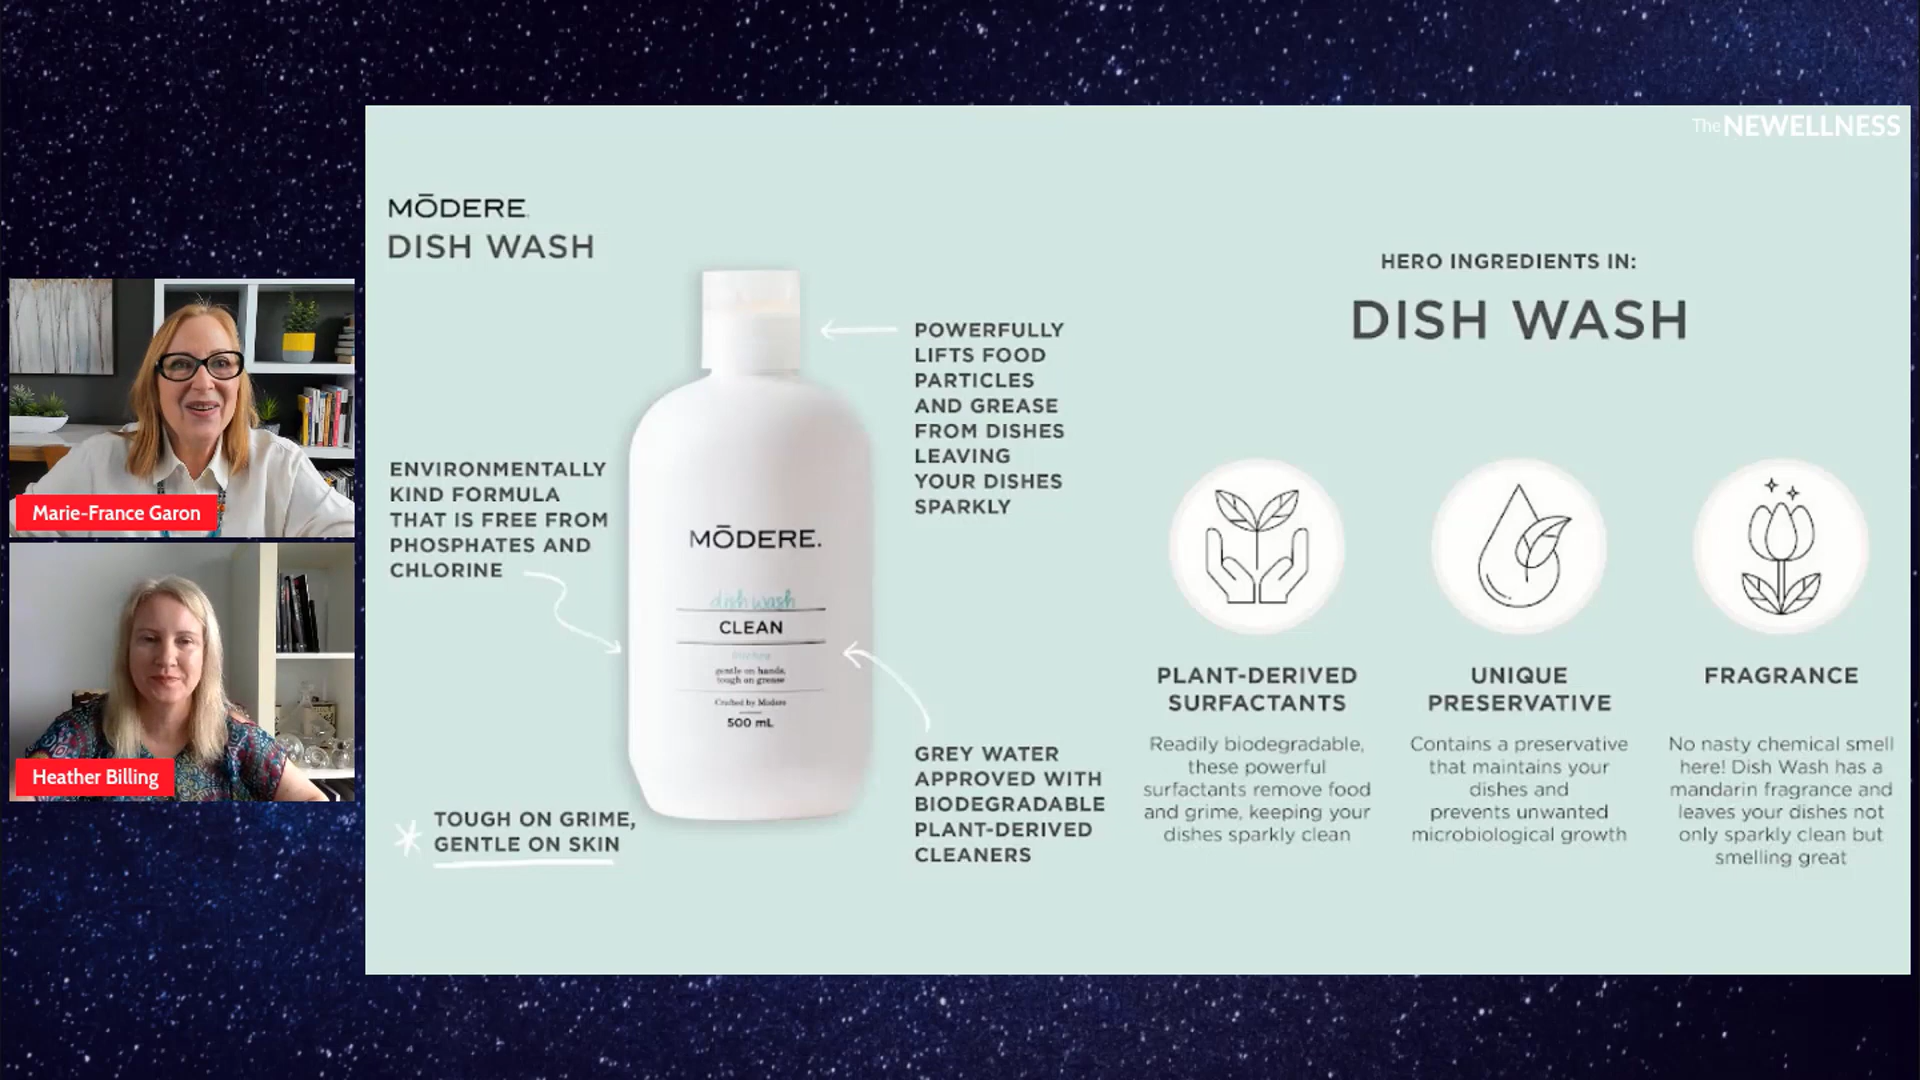 The NEWELLNESS
MŌDERE.
DISH WASH
ENVIRONMENTALLY
KIND FORMULA
THAT IS FREE FROM
PHOSPHATES AND
CHLORINE
TOUGH ON GRIME,
GENTLE ON SKIN
MŌDERE.
dish wash
CLEAN
kitchen
gentle on hands,
tough on grease
Crafted by Modere
500 mL
POWERFULLY
LIFTS FOOD
PARTICLES
AND GREASE
FROM DISHES
LEAVING
YOUR DISHES
SPARKLY
GREY WATER
APPROVED WITH
BIODEGRADABLE
PLANT-DERIVED
CLEANERS
HERO INGREDIENTS IN:
DISH WASH
PLANT-DERIVED
SURFACTANTS
Readily biodegradable,
these powerful
surfactants remove food
and grime, keeping your
dishes sparkly clean
UNIQUE
PRESERVATIVE
Contains a preservative
that maintains your
dishes and
prevents unwanted
microbiological growth
FRAGRANCE
No nasty chemical smell
here! Dish Wash has a
mandarin fragrance and
leaves your dishes not
only sparkly clean but
smelling great
Marie-France Garon
Heather Billing